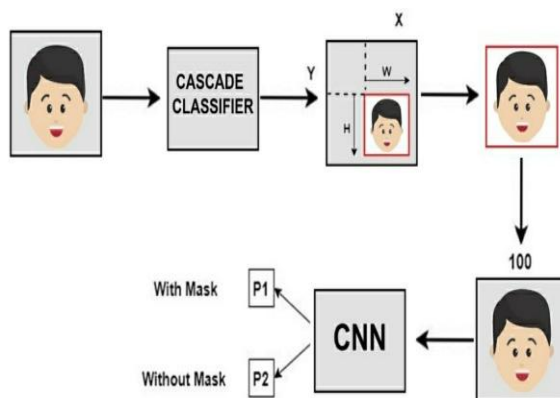 CASCADE
CLASSIFIER
X
Y
W
H
100
With Mask
P1
CNN
Without Mask
P2